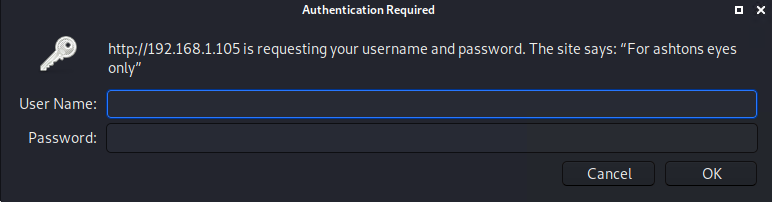 Authentication Required
http://192.168.1.105 is requesting your username and password. The site says: “For ashtons eyes
only”
User Name:
Password:
Cancel OK